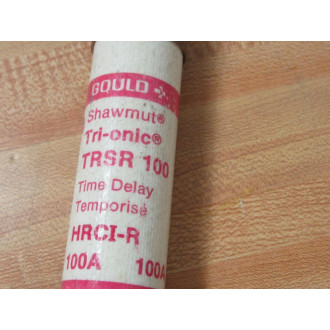 GOULD
Shawmut®
Tri-onic®
TRSR 100
Time Delay
Temporisé
HRCI-R
100A 100A